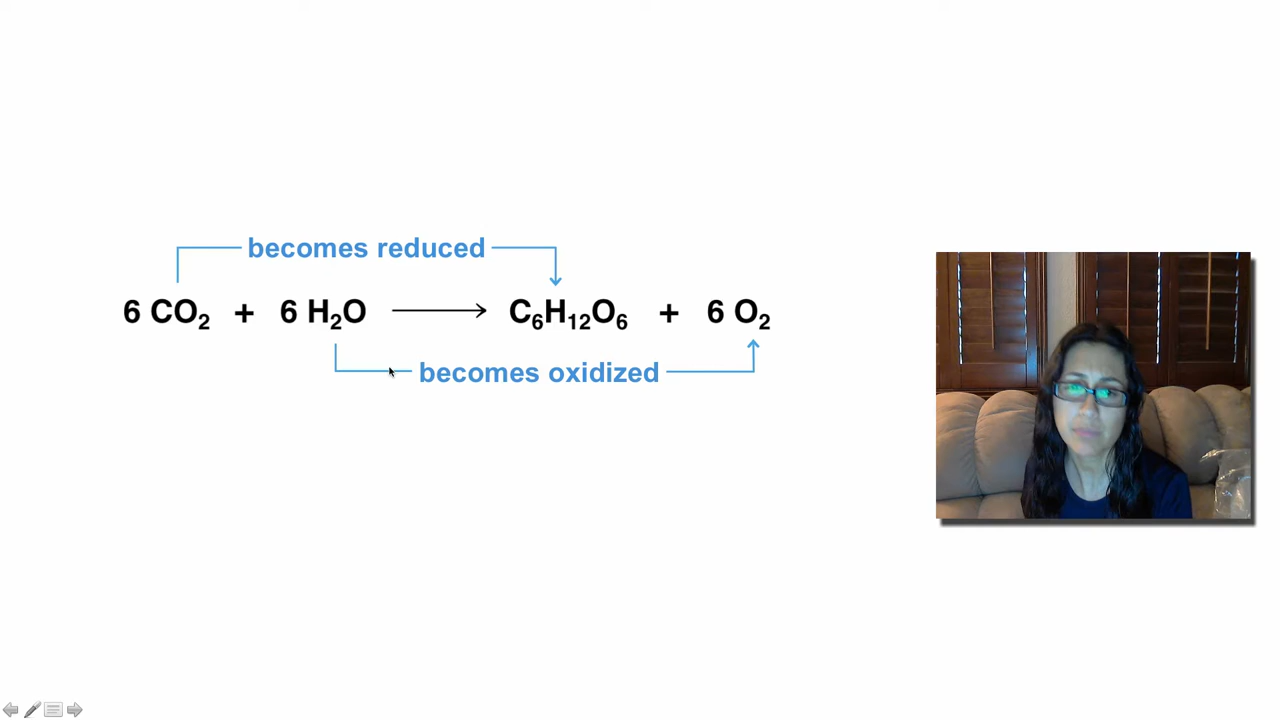 becomes reduced
6 CO₂ + 6 H₂O ⟶ C₆H₁₂O₆ + 6 O₂
becomes oxidized